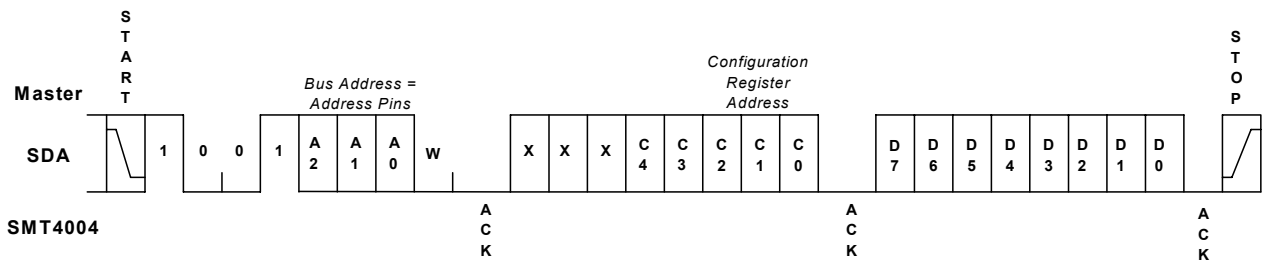 START
STOP
Configuration
Register
Address
Bus Address =
Address Pins
Master
SDA
1 0 0 1 A2 A1 A0 W X X X C4 C3 C2 C1 C0 D7 D6 D5 D4 D3 D2 D1 D0
SMT4004
ACK ACK ACK